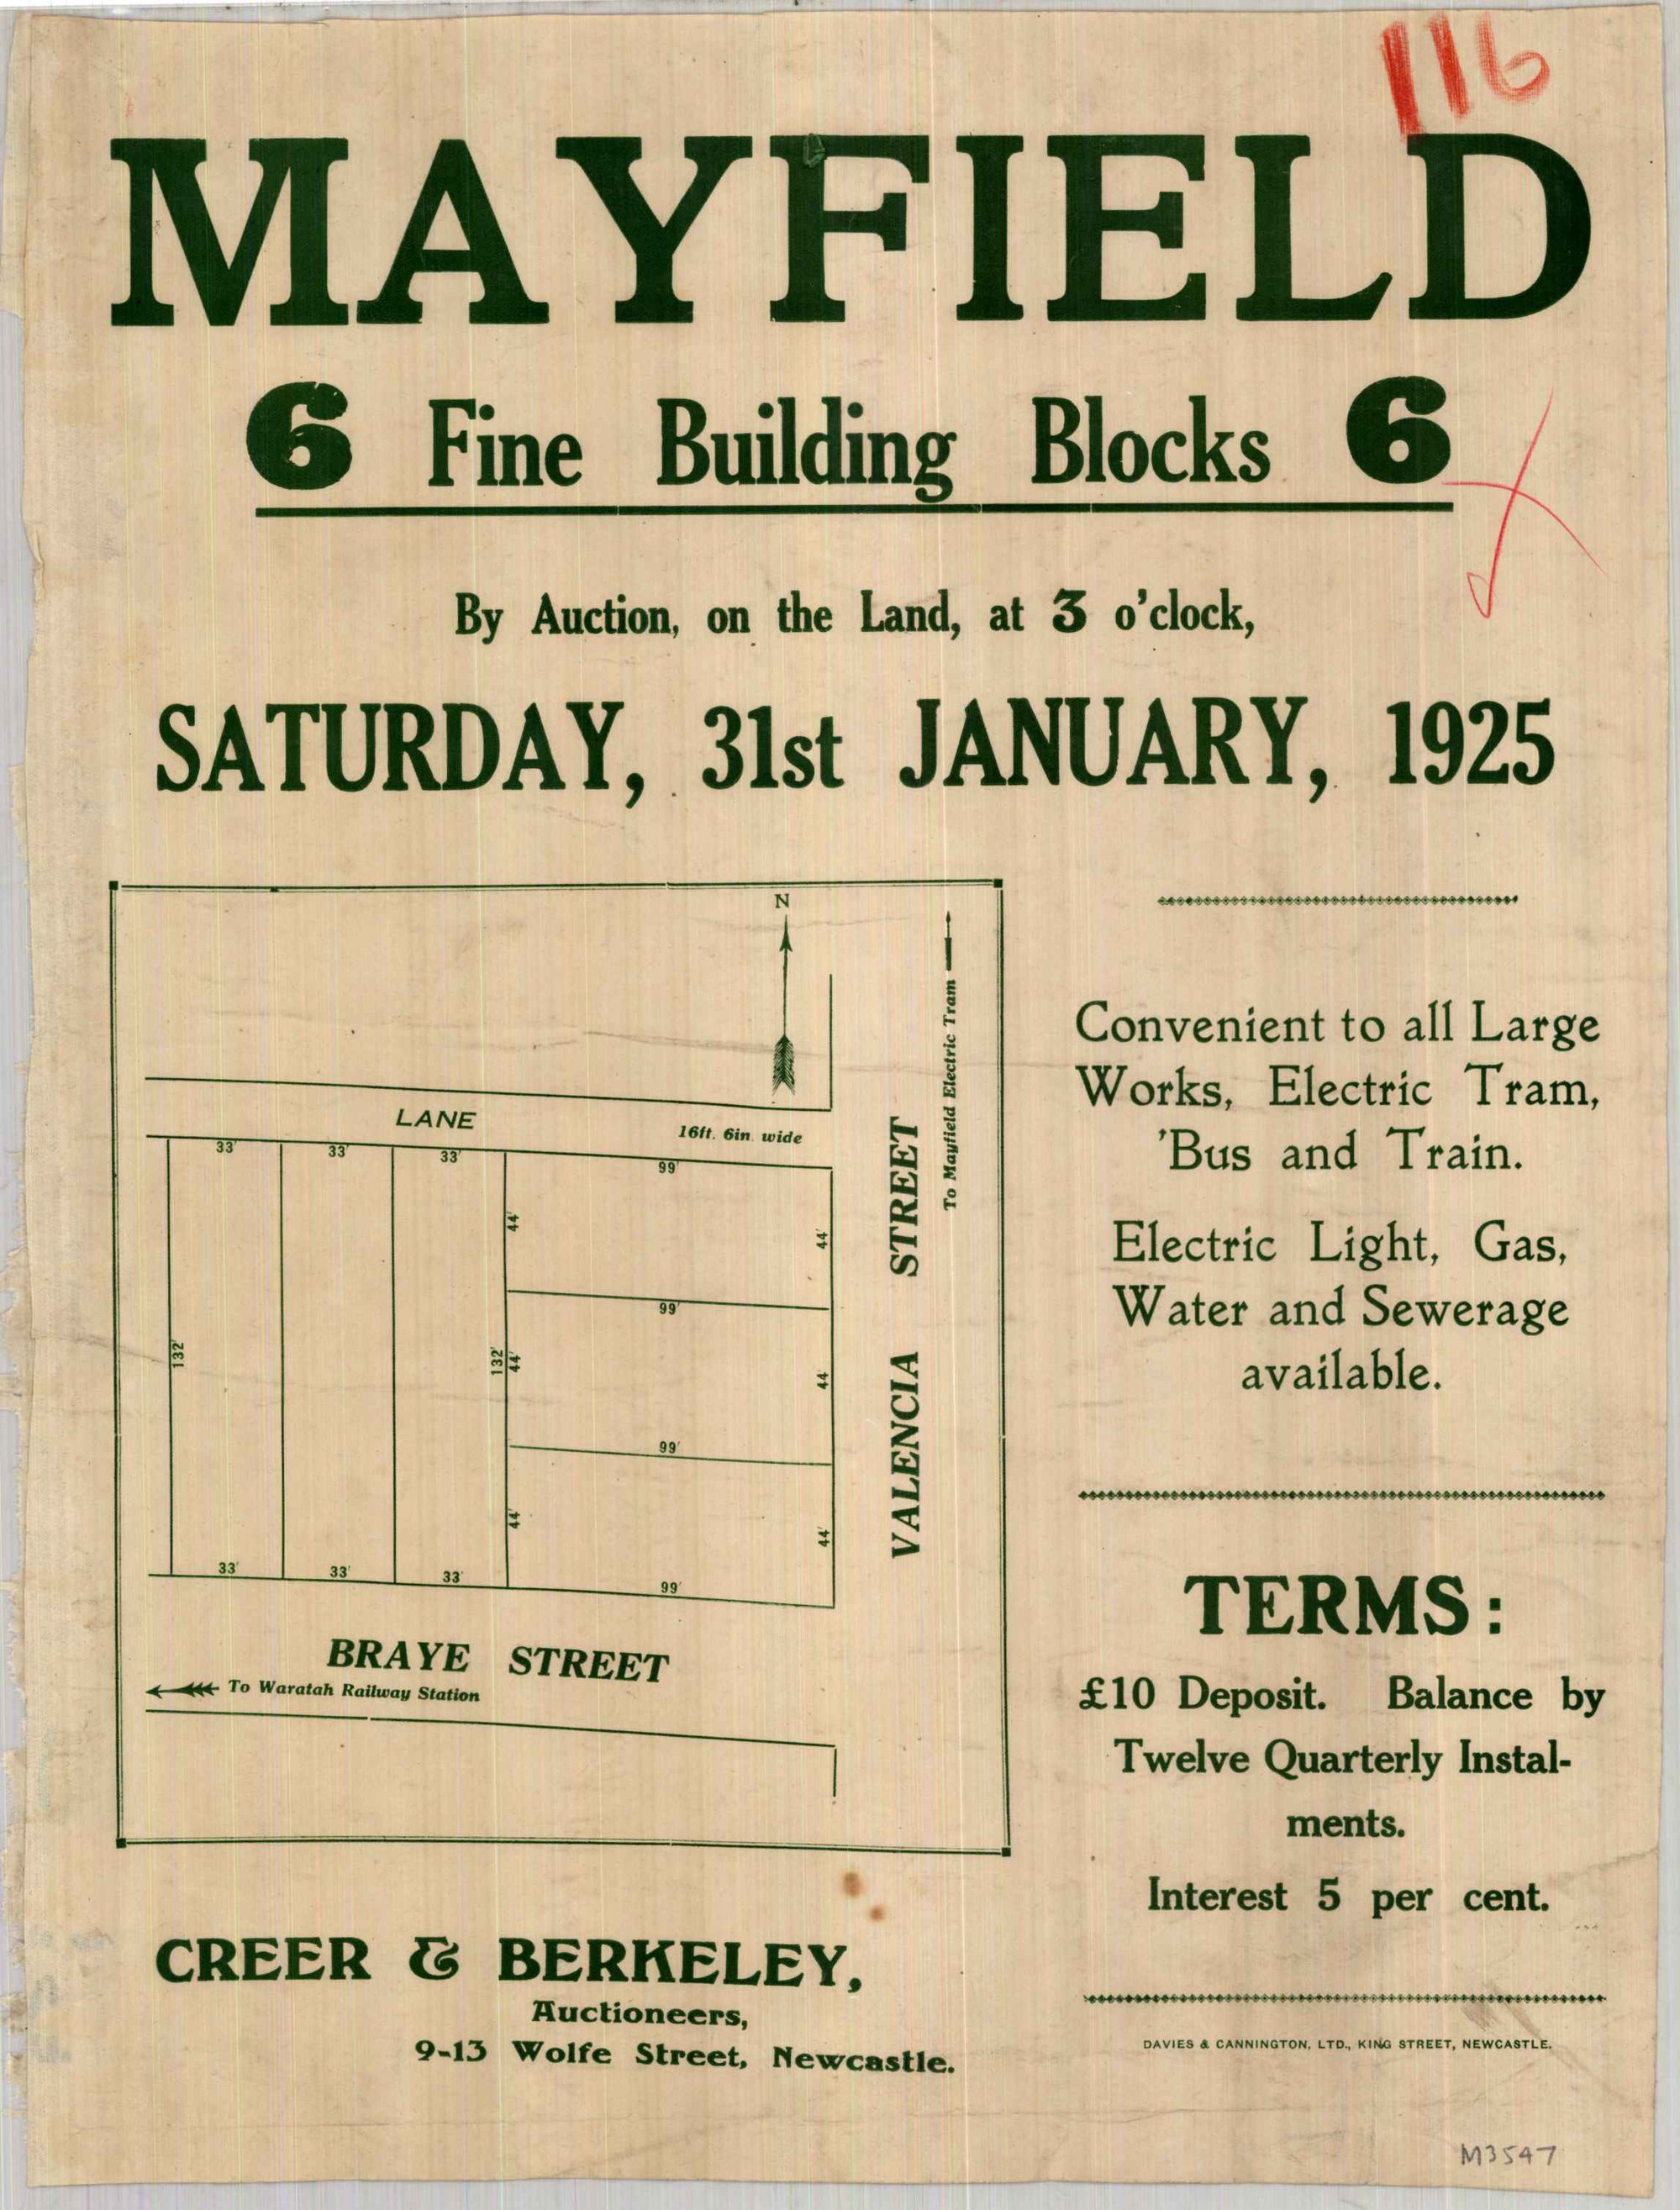 116
MAYFIELD
6 Fine Building Blocks 6
By Auction, on the Land, at 3 o'clock,
SATURDAY, 31st JANUARY, 1925
N
To Mayfield Electric Tram
LANE
16ft. 6in. wide
33' 33' 33' 99'
44' 44'
99'
132' 132' 44' 44'
99'
44' 44'
33' 33' 33' 99'
VALENCIA STREET
BRAYE STREET
To Waratah Railway Station
Convenient to all Large
Works, Electric Tram,
'Bus and Train.
Electric Light, Gas,
Water and Sewerage
available.
TERMS:
£10 Deposit. Balance by
Twelve Quarterly Instal-
ments.
Interest 5 per cent.
CREER & BERKELEY,
Auctioneers,
9-13 Wolfe Street, Newcastle.
DAVIES & CANNINGTON, LTD., KING STREET, NEWCASTLE.
M3547